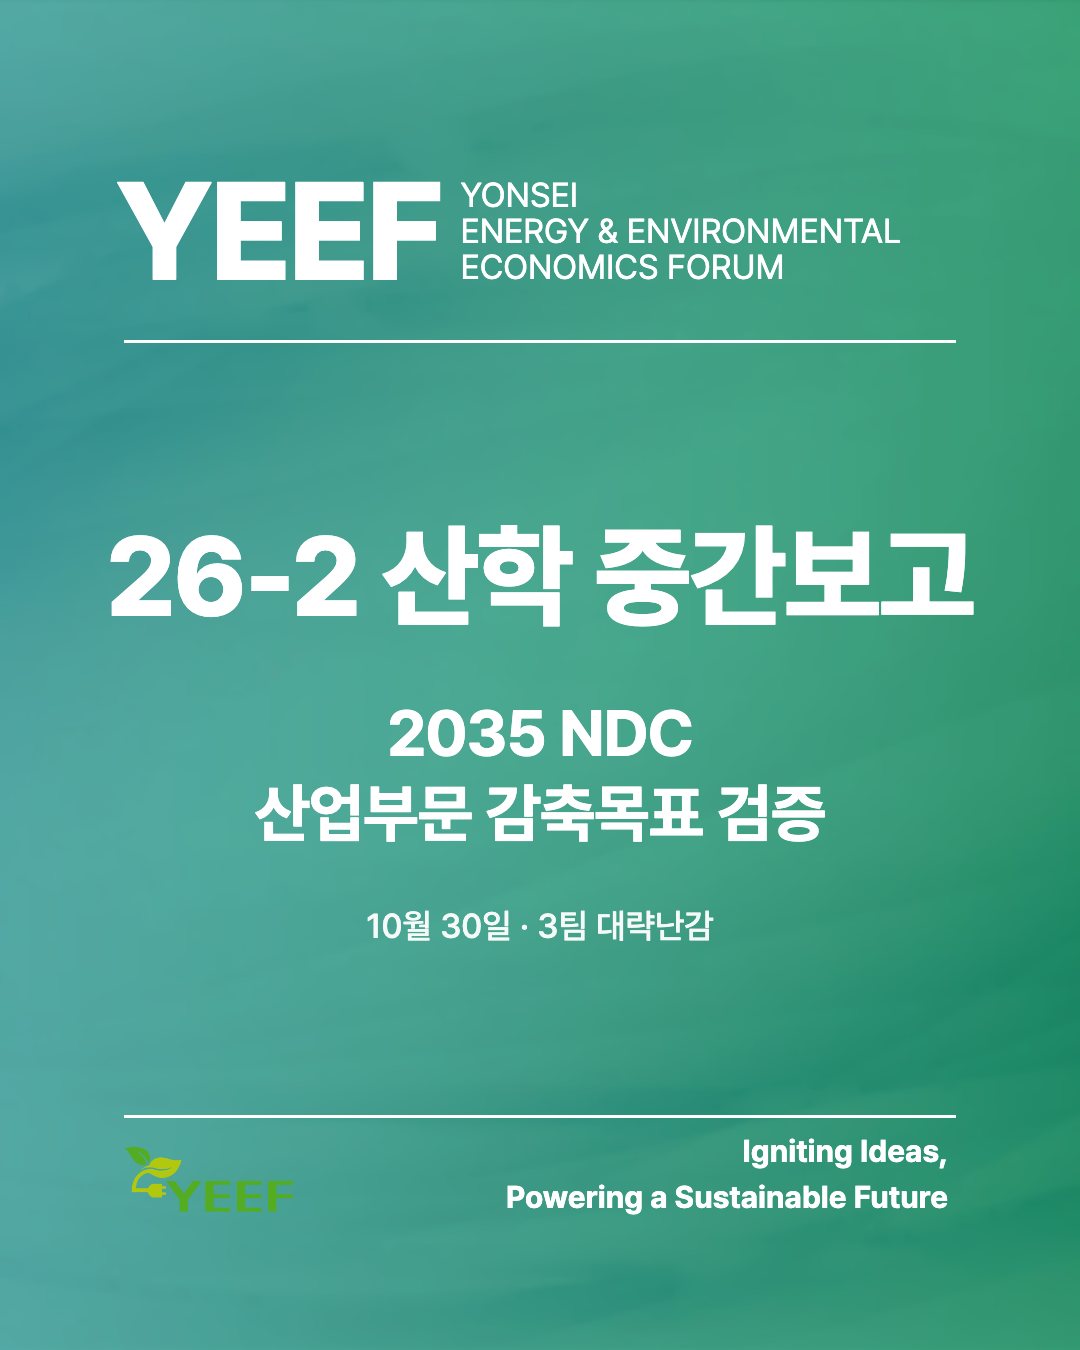 YEEF
YONSEI
ENERGY & ENVIRONMENTAL
ECONOMICS FORUM
26-2 산학 중간보고
2035 NDC
산업부문 감축목표 검증
10월 30일 · 3팀 대략난감
YEEF
Igniting Ideas,
Powering a Sustainable Future